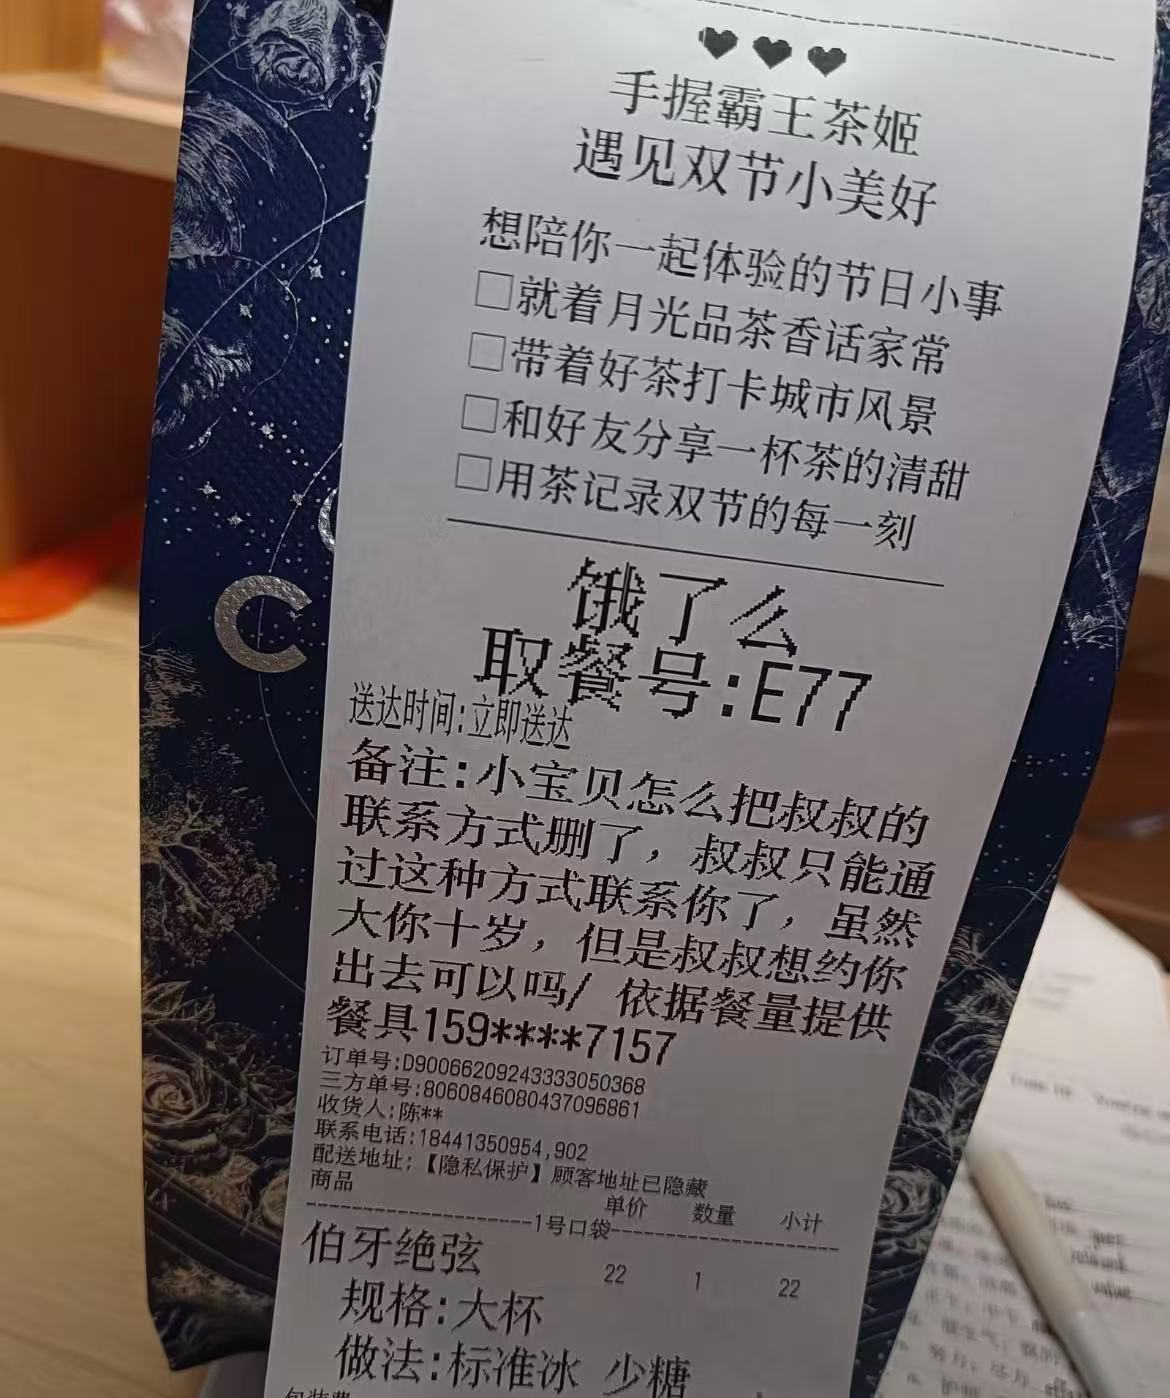 手握霸王茶姬
遇见双节小美好
想陪你一起体验的节日小事
□就着月光品茶香话家常
□带着好茶打卡城市风景
□和好友分享一杯茶的清甜
□用茶记录双节的每一刻
饿了么
取餐号:E77
送达时间:立即送达
备注:小宝贝怎么把叔叔的
联系方式删了，叔叔只能通
过这种方式联系你了，虽然
大你十岁，但是叔叔想约你
出去可以吗/ 依据餐量提供
餐具159****7157
订单号:D90066209243333050368
三方单号:8060846080437096861
收货人:陈**
联系电话:18441350954,902
配送地址:【隐私保护】顾客地址已隐藏
商品 单价 数量 小计
1号口袋
伯牙绝弦 22 1 22
规格:大杯
做法:标准冰 少糖
C